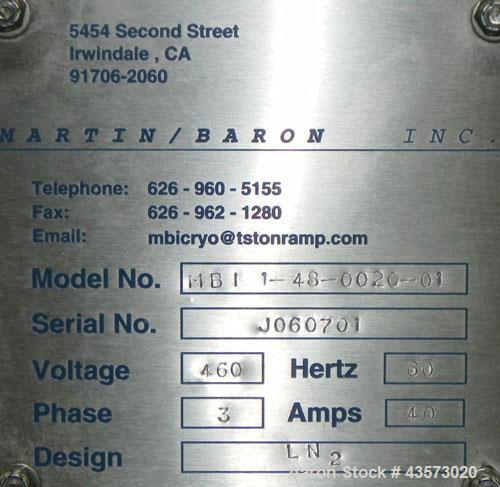 5454 Second Street
Irwindale , CA
91706-2060
MARTIN/BARON INC.
Telephone: 626 - 960 - 5155
Fax: 626 - 962 - 1280
Email: mbicryo@tstonramp.com
Model No. MBI 1-48-0020-01
Serial No. J060701
Voltage 460 Hertz 60
Phase 3 Amps 40
Design LN2
Aaron Stock # 43573020